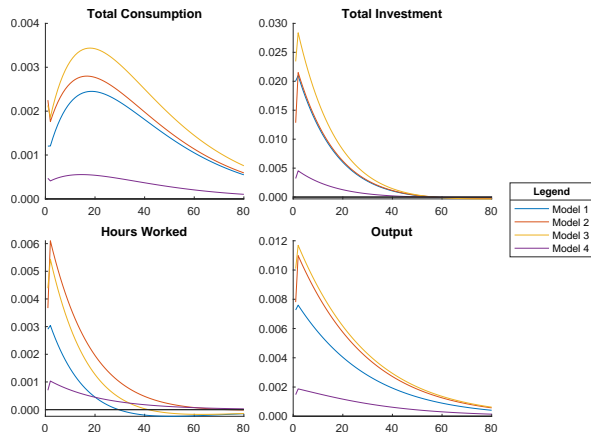 Total Consumption
0.004
0.003
0.002
0.001
0.000
0 20 40 60 80
Total Investment
0.030
0.025
0.020
0.015
0.010
0.005
0.000
0 20 40 60 80
Legend
Model 1
Model 2
Model 3
Model 4
Hours Worked
0.006
0.005
0.004
0.003
0.002
0.001
0.000
0 20 40 60 80
Output
0.012
0.010
0.008
0.006
0.004
0.002
0.000
0 20 40 60 80